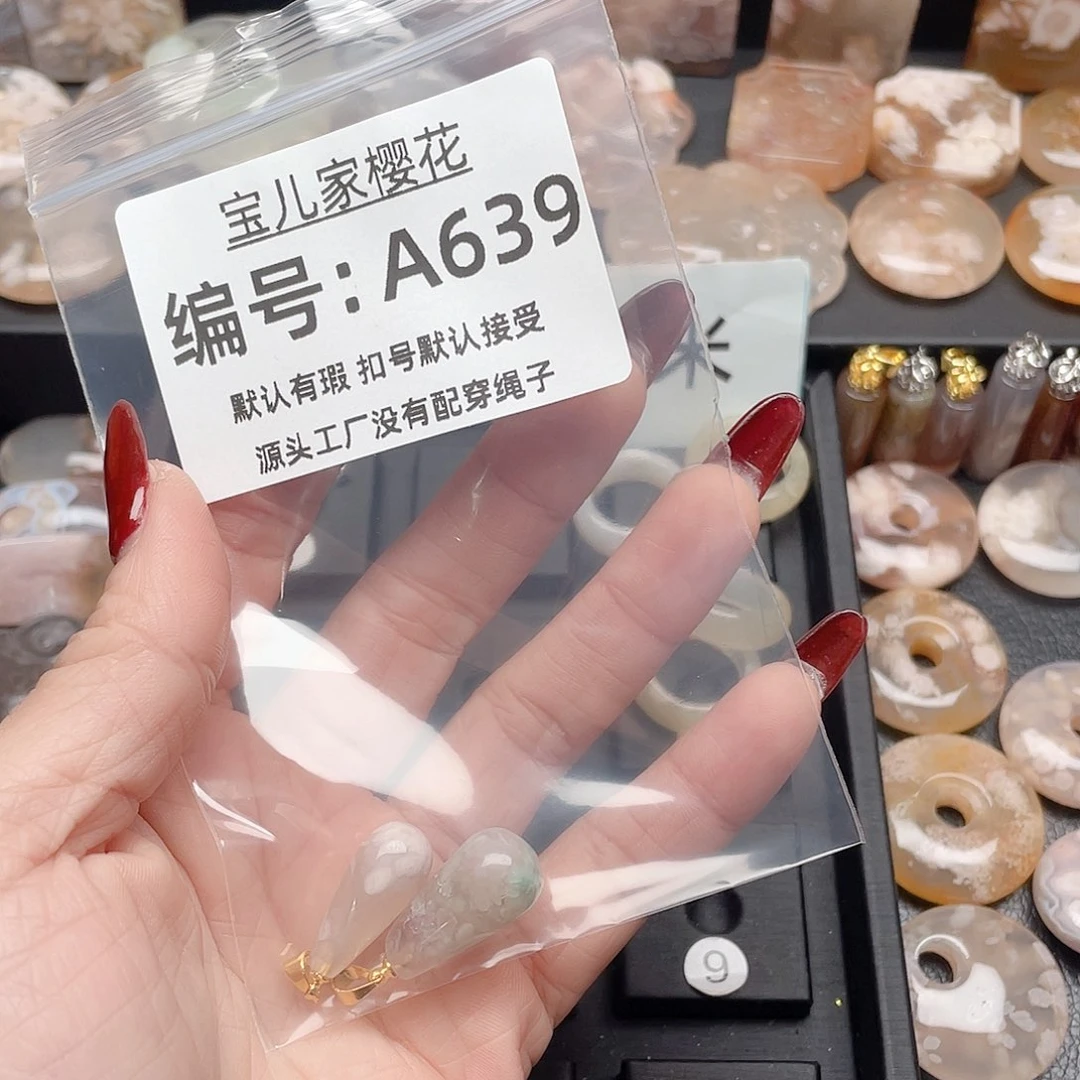 宝儿家樱花
编号：A639
默认有瑕 扣号默认接受
源头工厂没有配穿绳子
米
9